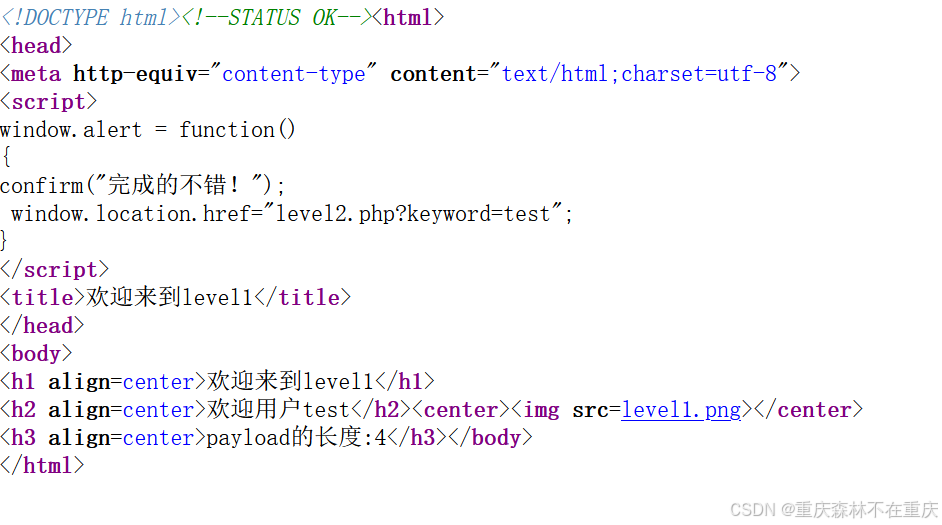 <!DOCTYPE html><!--STATUS OK--><html>
<head>
<meta http-equiv="content-type" content="text/html;charset=utf-8">
<script>
window.alert = function()
{
confirm("完成的不错！");
 window.location.href="level2.php?keyword=test";
}
</script>
<title>欢迎来到level1</title>
</head>
<body>
<h1 align=center>欢迎来到level1</h1>
<h2 align=center>欢迎用户test</h2><center><img src=level1.png></center>
<h3 align=center>payload的长度:4</h3></body>
</html>
CSDN @重庆森林不在重庆